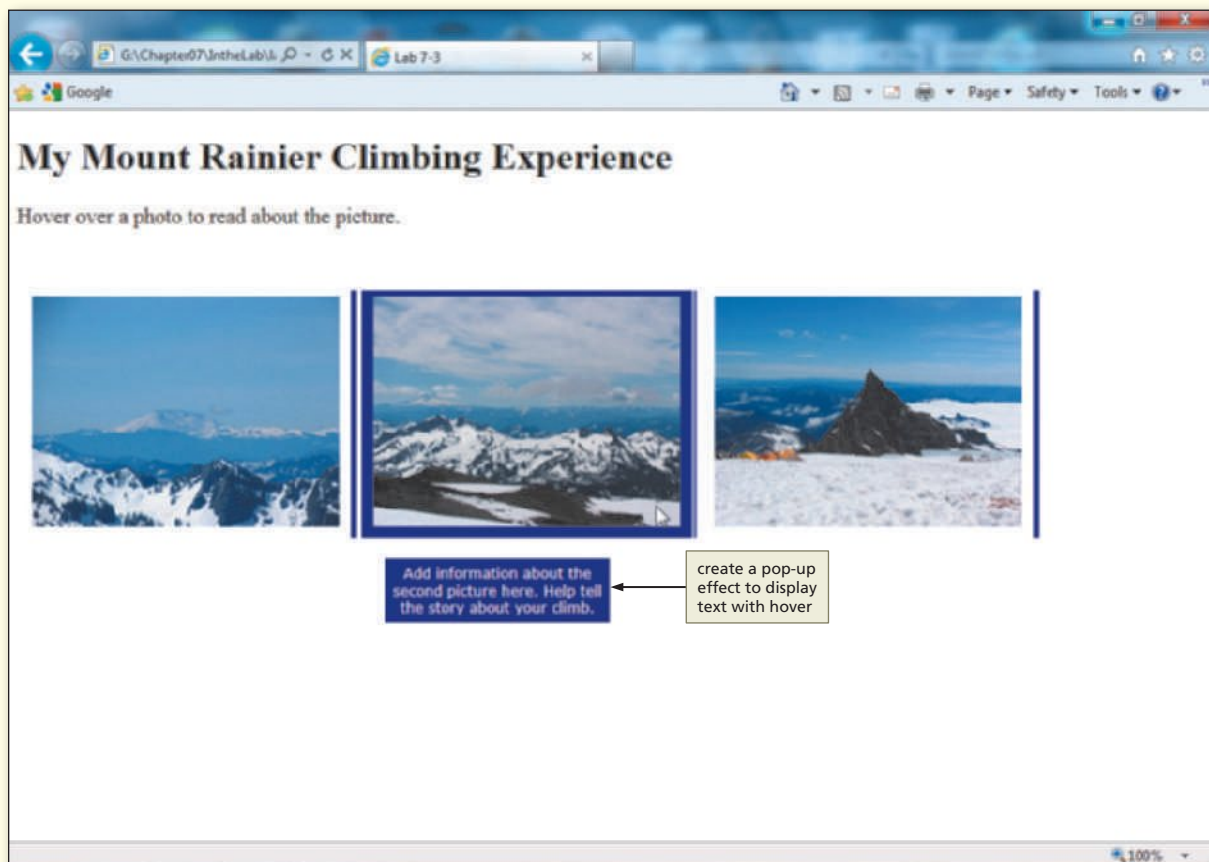 Lab 7-3
Google
Page
Safety
Tools
My Mount Rainier Climbing Experience
Hover over a photo to read about the picture.
Add information about the
second picture here. Help tell
the story about your climb.
create a pop-up
effect to display
text with hover
100%